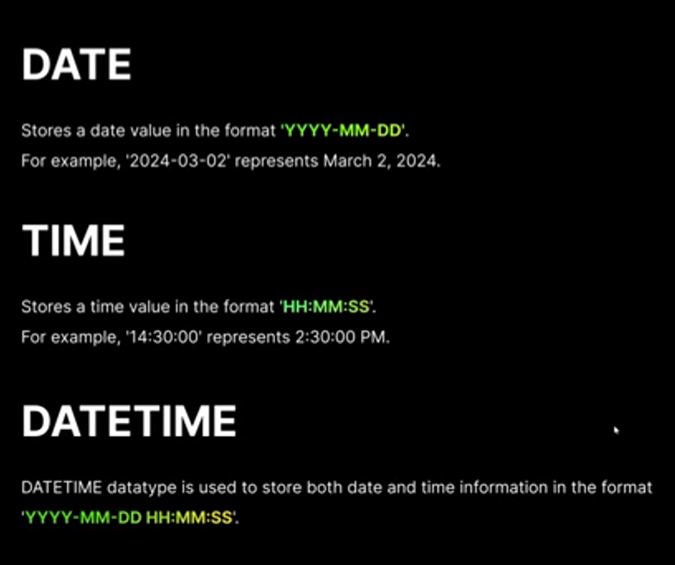 DATE
Stores a date value in the format 'YYYY-MM-DD'.
For example, '2024-03-02' represents March 2, 2024.
TIME
Stores a time value in the format 'HH:MM:SS'.
For example, '14:30:00' represents 2:30:00 PM.
DATETIME
DATETIME datatype is used to store both date and time information in the format
'YYYY-MM-DD HH:MM:SS'.